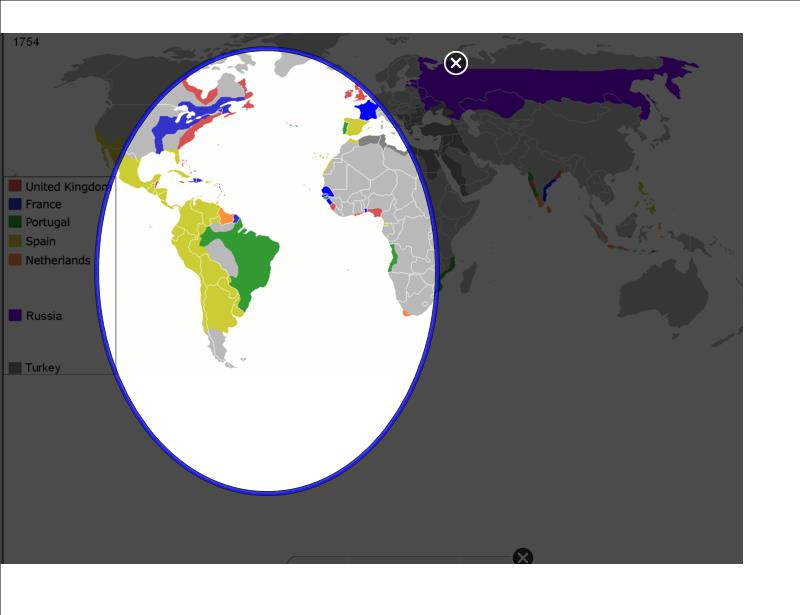 1754
United Kingdom
France
Portugal
Spain
Netherlands
Russia
Turkey